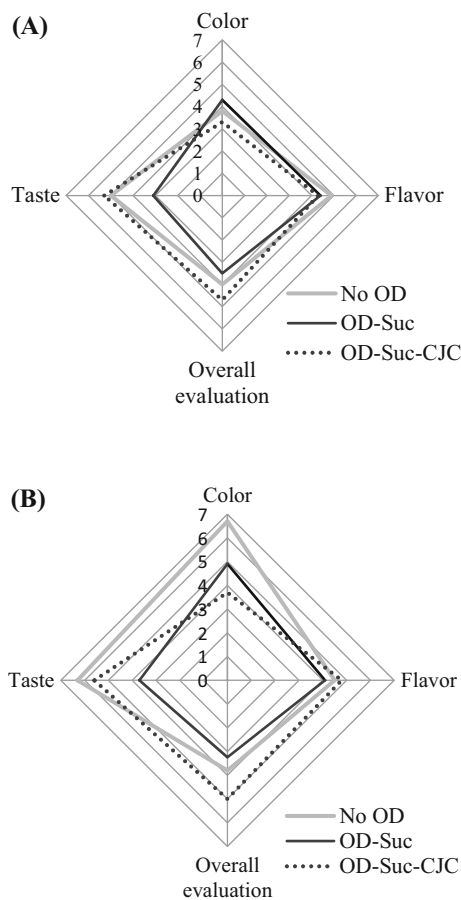 (A)
Color
7
6
5
4
3
2
1
0
Taste
Flavor
No OD
OD-Suc
OD-Suc-CJC
Overall
evaluation
(B)
Color
7
6
5
4
3
2
1
0
Taste
Flavor
No OD
OD-Suc
OD-Suc-CJC
Overall
evaluation